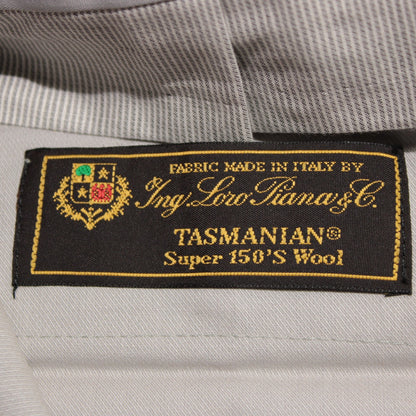 FABRIC MADE IN ITALY BY
Ing. Loro Piana & C.
TASMANIAN®
Super 150'S Wool